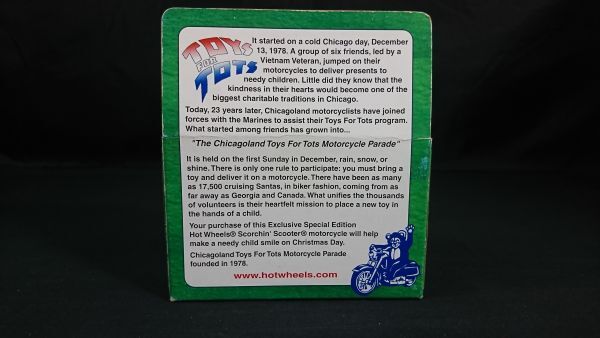 TOYS
FOR
TOTS
It started on a cold Chicago day, December
13, 1978. A group of six friends, led by a
Vietnam Veteran, jumped on their
motorcycles to deliver presents to
needy children. Little did they know that the
kindness in their hearts would become one of the
biggest charitable traditions in Chicago.
Today, 23 years later, Chicagoland motorcyclists have joined
forces with the Marines to assist their Toys For Tots program.
What started among friends has grown into...
"The Chicagoland Toys For Tots Motorcycle Parade"
It is held on the first Sunday in December, rain, snow, or
shine. There is only one rule to participate: you must bring a
toy and deliver it on a motorcycle. There have been as many
as 17,500 cruising Santas, in biker fashion, coming from as
far away as Georgia and Canada. What unifies the thousands
of volunteers is their heartfelt mission to place a new toy in
the hands of a child.
Your purchase of this Exclusive Special Edition
Hot Wheels® Scorchin' Scooter® motorcycle will help
make a needy child smile on Christmas Day.
Chicagoland Toys For Tots Motorcycle Parade
founded in 1978.
www.hotwheels.com